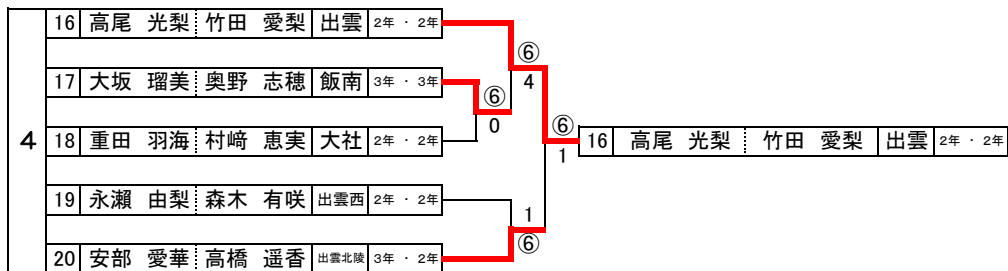 16 高尾 光梨 竹田 愛梨 出雲 2年 ・ 2年
⑥
17 大坂 瑠美 奥野 志穂 飯南 3年 ・ 3年
4
⑥
0
4 18 重田 羽海 村﨑 恵実 大社 2年 ・ 2年
⑥
1
16 高尾 光梨 竹田 愛梨 出雲 2年 ・ 2年
19 永瀨 由梨 森木 有咲 出雲西 2年 ・ 2年
1
⑥
20 安部 愛華 高橋 遥香 出雲北陵 3年 ・ 2年